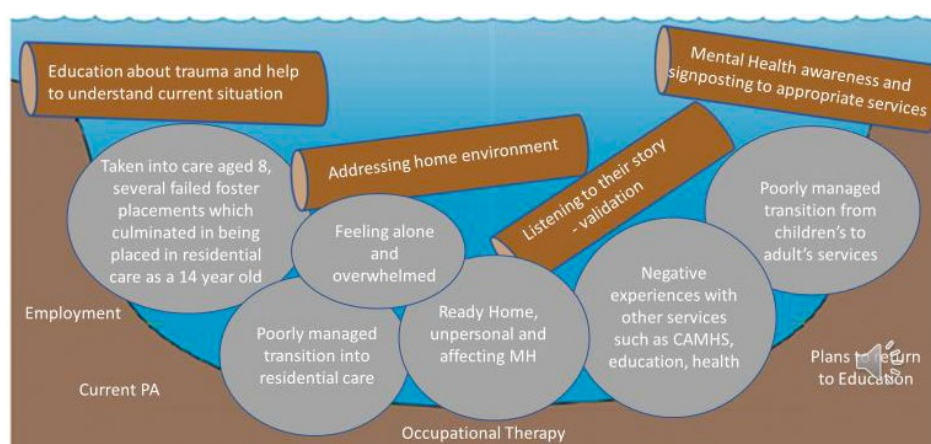 Education about trauma and help
to understand current situation
Mental Health awareness and
signposting to appropriate services
Addressing home environment
Listening to their story
- validation
Taken into care aged 8,
several failed foster
placements which
culminated in being
placed in residential
care as a 14 year old
Feeling alone
and
overwhelmed
Poorly managed
transition from
children's to
adult's services
Negative
experiences with
other services
such as CAMHS,
education, health
Ready Home,
unpersonal and
affecting MH
Poorly managed
transition into
residential care
Employment
Current PA
Occupational Therapy
Plans to return
to Education